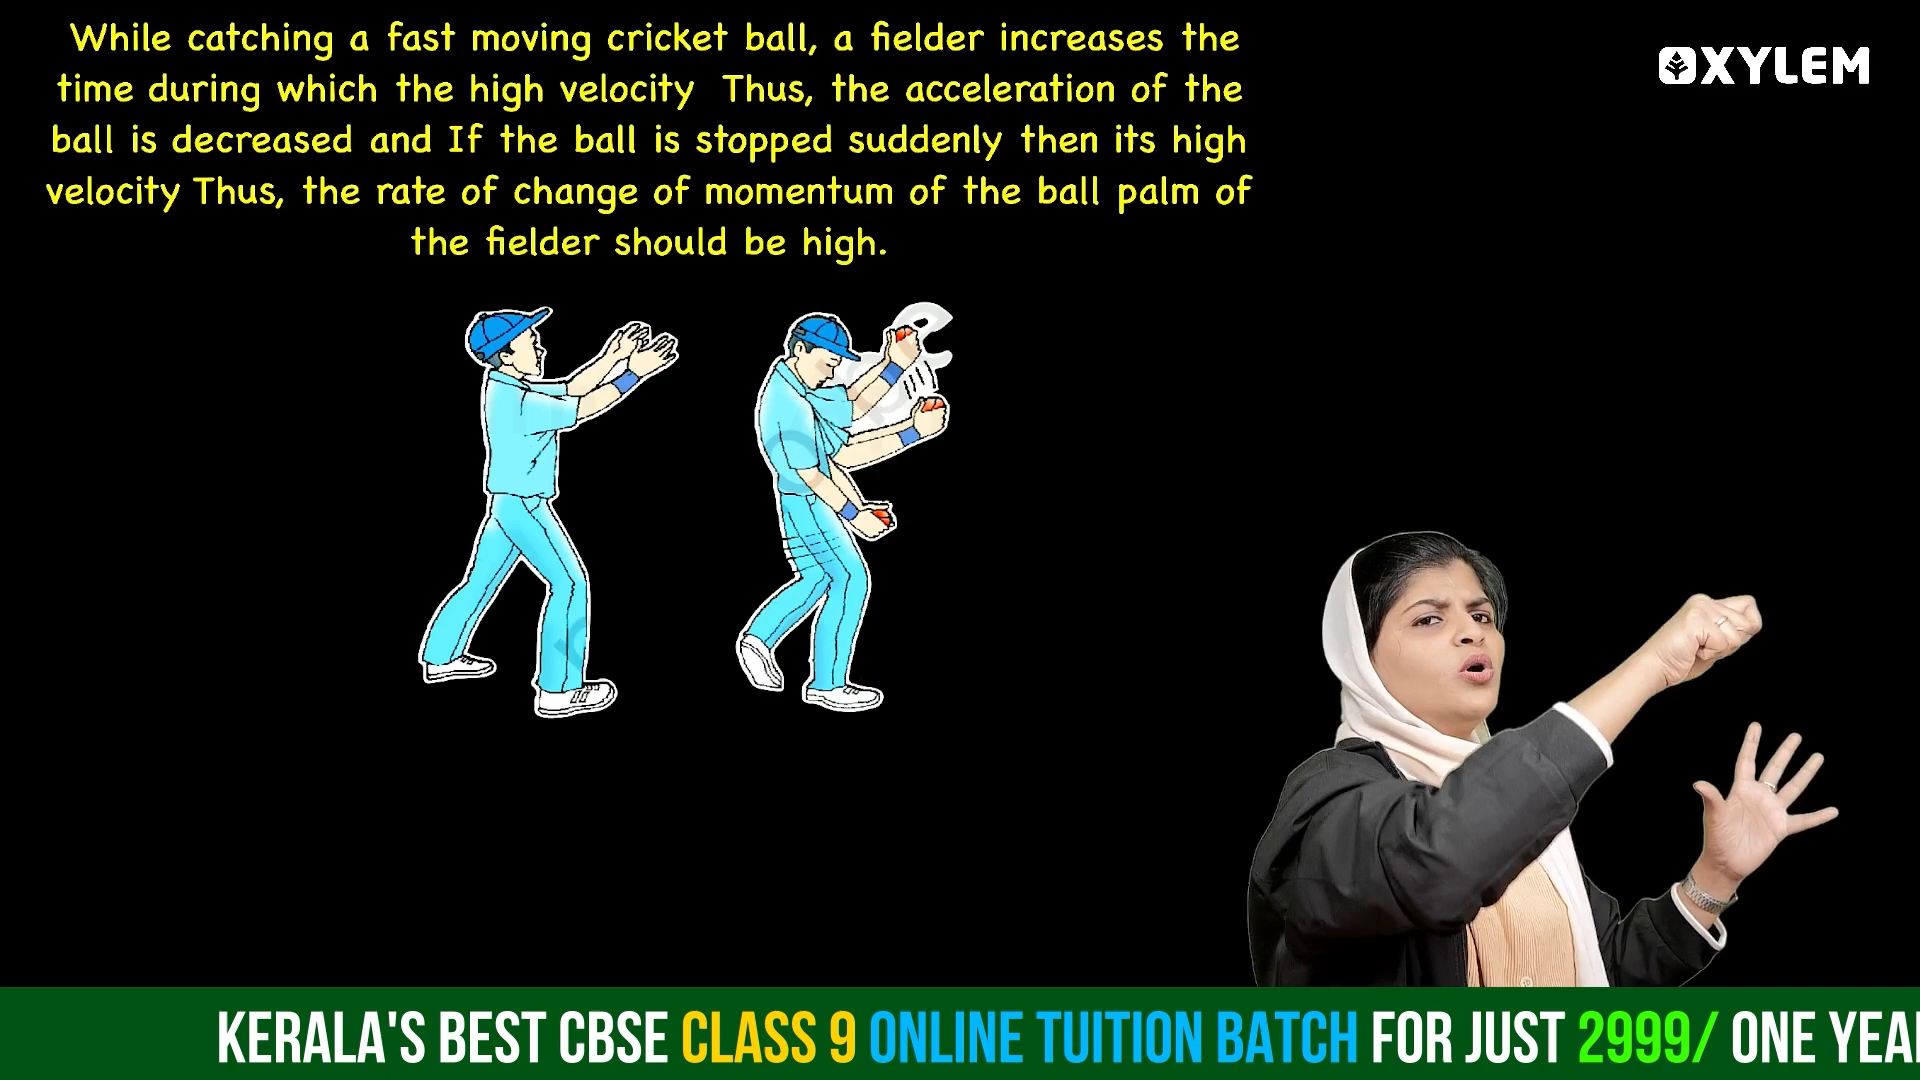 While catching a fast moving cricket ball, a fielder increases the
time during which the high velocity Thus, the acceleration of the
ball is decreased and If the ball is stopped suddenly then its high
velocity Thus, the rate of change of momentum of the ball palm of
the fielder should be high.
XYLEM
KERALA'S BEST CBSE CLASS 9 ONLINE TUITION BATCH FOR JUST 2999/ ONE YEA